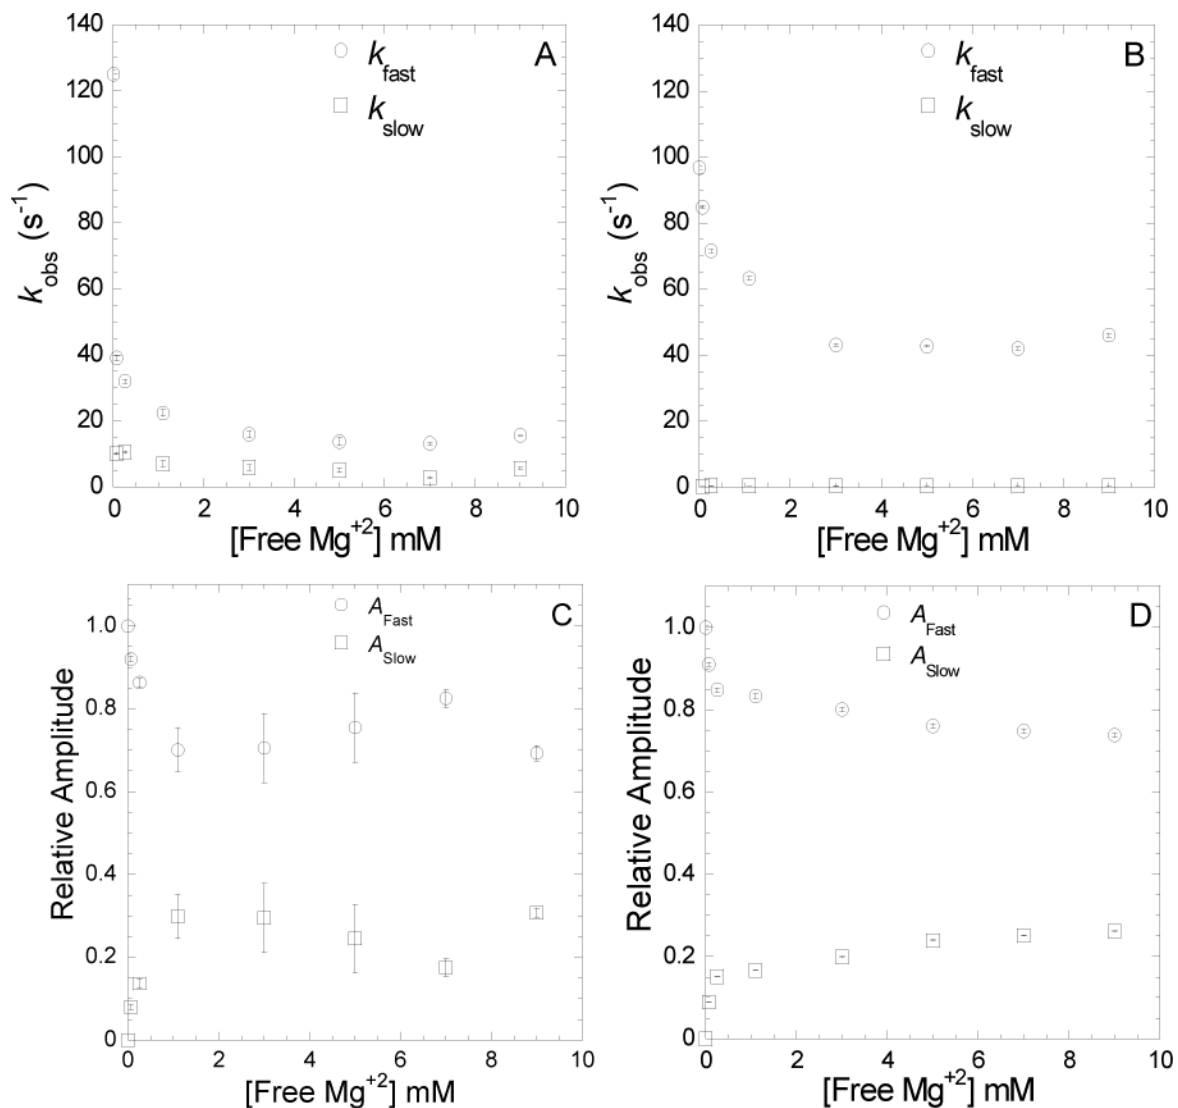 A
k_fast
k_slow
140
120
100
80
60
40
20
0
k_obs (s⁻¹)
0 2 4 6 8 10
[Free Mg⁺²] mM
B
k_fast
k_slow
140
120
100
80
60
40
20
0
k_obs (s⁻¹)
0 2 4 6 8 10
[Free Mg⁺²] mM
C
A_Fast
A_Slow
1.0
0.8
0.6
0.4
0.2
0
Relative Amplitude
0 2 4 6 8 10
[Free Mg⁺²] mM
D
A_Fast
A_Slow
1.0
0.8
0.6
0.4
0.2
0
Relative Amplitude
0 2 4 6 8 10
[Free Mg⁺²] mM